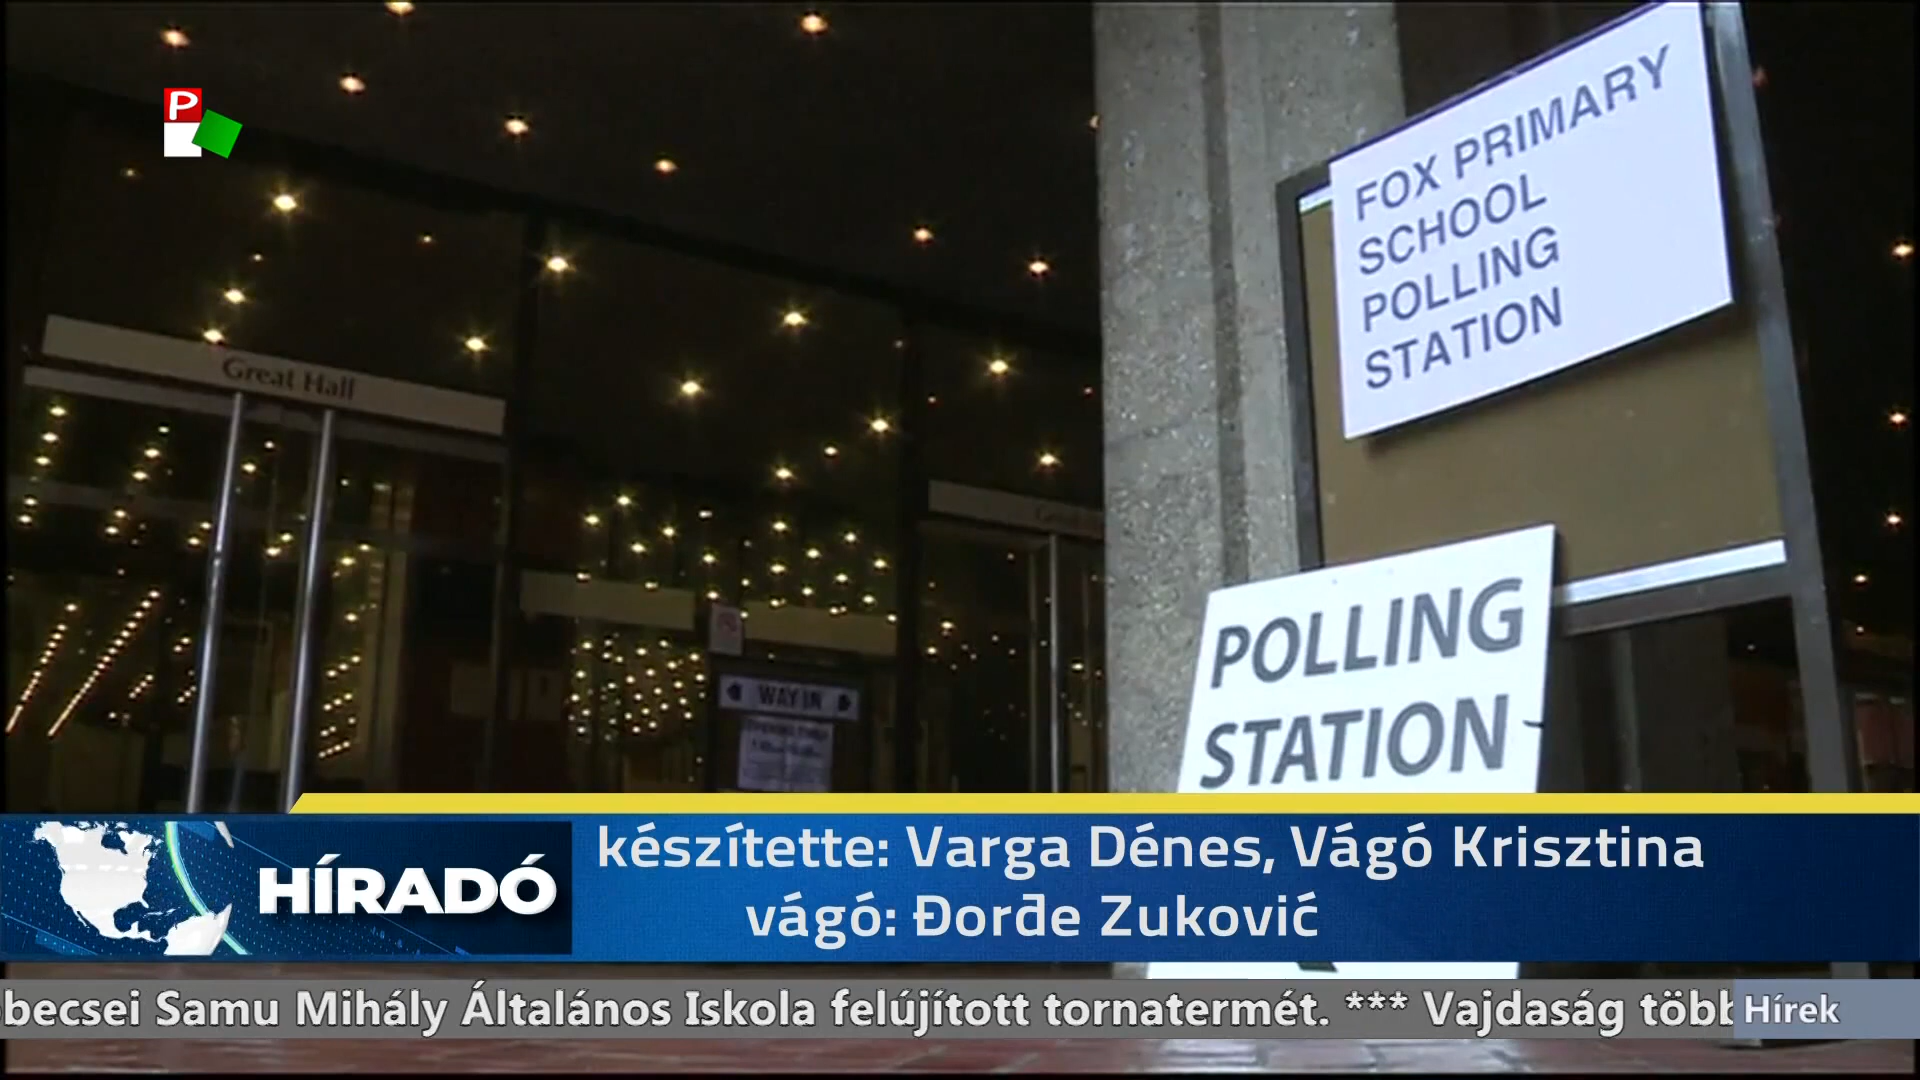 P
FOX PRIMARY
SCHOOL
POLLING
STATION
Great Hall
WAY IN
POLLING
STATION
HÍRADÓ
készítette: Varga Dénes, Vágó Krisztina
vágó: Đorđe Zuković
becsei Samu Mihály Általános Iskola felújított tornatermét. *** Vajdaság több
Hírek